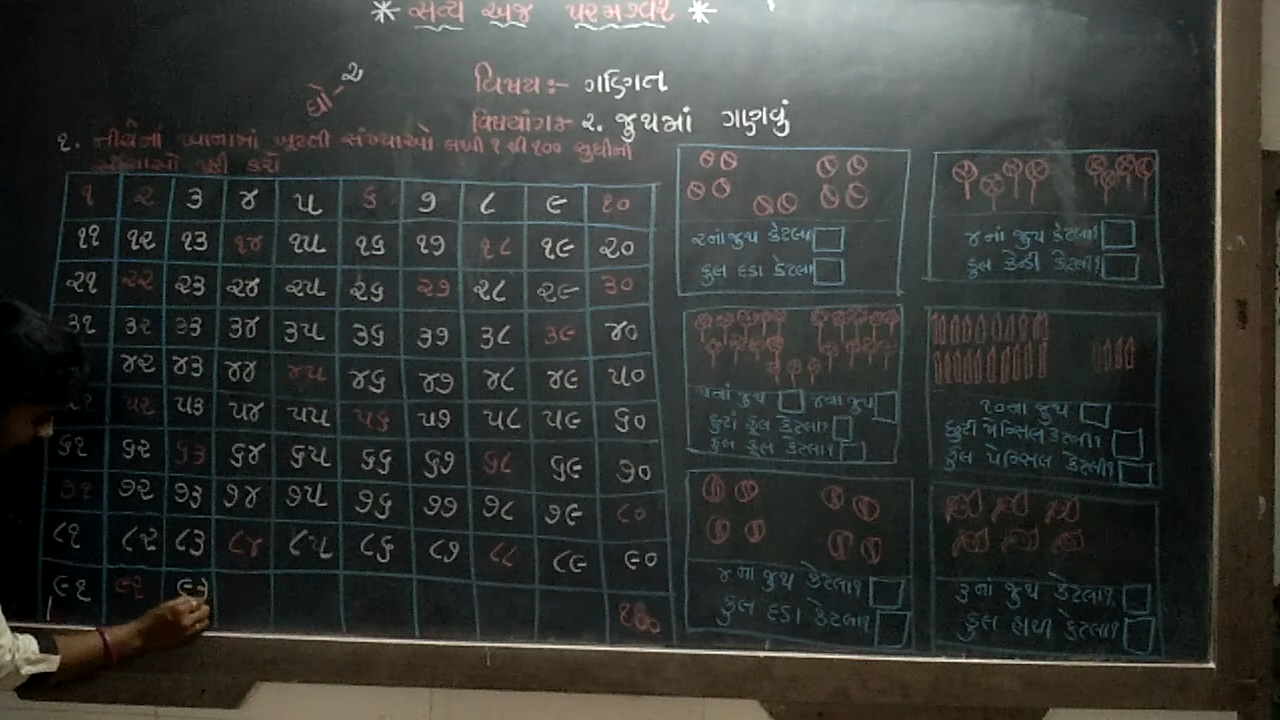 * સત્ય એજ પરમેશ્વર *
ધો-૨
વિષય:- ગણિત
વિષયાંગ:- ૨. જૂથમાં ગણવું
૧. નીચેનાં ખાનામાં ખૂટતી સંખ્યાઓ લખી ૧ થી ૧૦૦ સુધીની
સંખ્યાઓ પૂરી કરો
૧ ૨ ૩ ૪ ૫ ૬ ૭ ૮ ૯ ૧૦
૧૧ ૧૨ ૧૩ ૧૪ ૧૫ ૧૬ ૧૭ ૧૮ ૧૯ ૨૦
૨૧ ૨૨ ૨૩ ૨૪ ૨૫ ૨૬ ૨૭ ૨૮ ૨૯ ૩૦
૩૧ ૩૨ ૩૩ ૩૪ ૩૫ ૩૬ ૩૭ ૩૮ ૩૯ ૪૦
૪૨ ૪૩ ૪૪ ૪૫ ૪૬ ૪૭ ૪૮ ૪૯ ૫૦
૫૨ ૫૩ ૫૪ ૫૫ ૫૬ ૫૭ ૫૮ ૫૯ ૬૦
૬૧ ૬૨ ૬૩ ૬૪ ૬૫ ૬૬ ૬૭ ૬૮ ૬૯ ૭૦
૭૧ ૭૨ ૭૩ ૭૪ ૭૫ ૭૬ ૭૭ ૭૮ ૭૯ ૮૦
૮૧ ૮૨ ૮૩ ૮૪ ૮૫ ૮૬ ૮૭ ૮૮ ૮૯ ૯૦
૯૧ ૯૨ ૯૩ ૧૦૦
૨નાં જુથ કેટલા?
કુલ દડા કેટલા?
૪નાં જુથ કેટલા?
કુલ કેન્ડી કેટલી?
નાં જુથ ૪ના જુથ
છુટાં ફૂલ કેટલા?
કુલ ફૂલ કેટલા?
૧૦ના જુથ
છુટી પેન્સિલ કેટલી?
કુલ પેન્સિલ કેટલી?
૪ના જુથ કેટલા?
કુલ દડા કેટલા?
૩નાં જુથ કેટલા?
કુલ હાથી કેટલા?